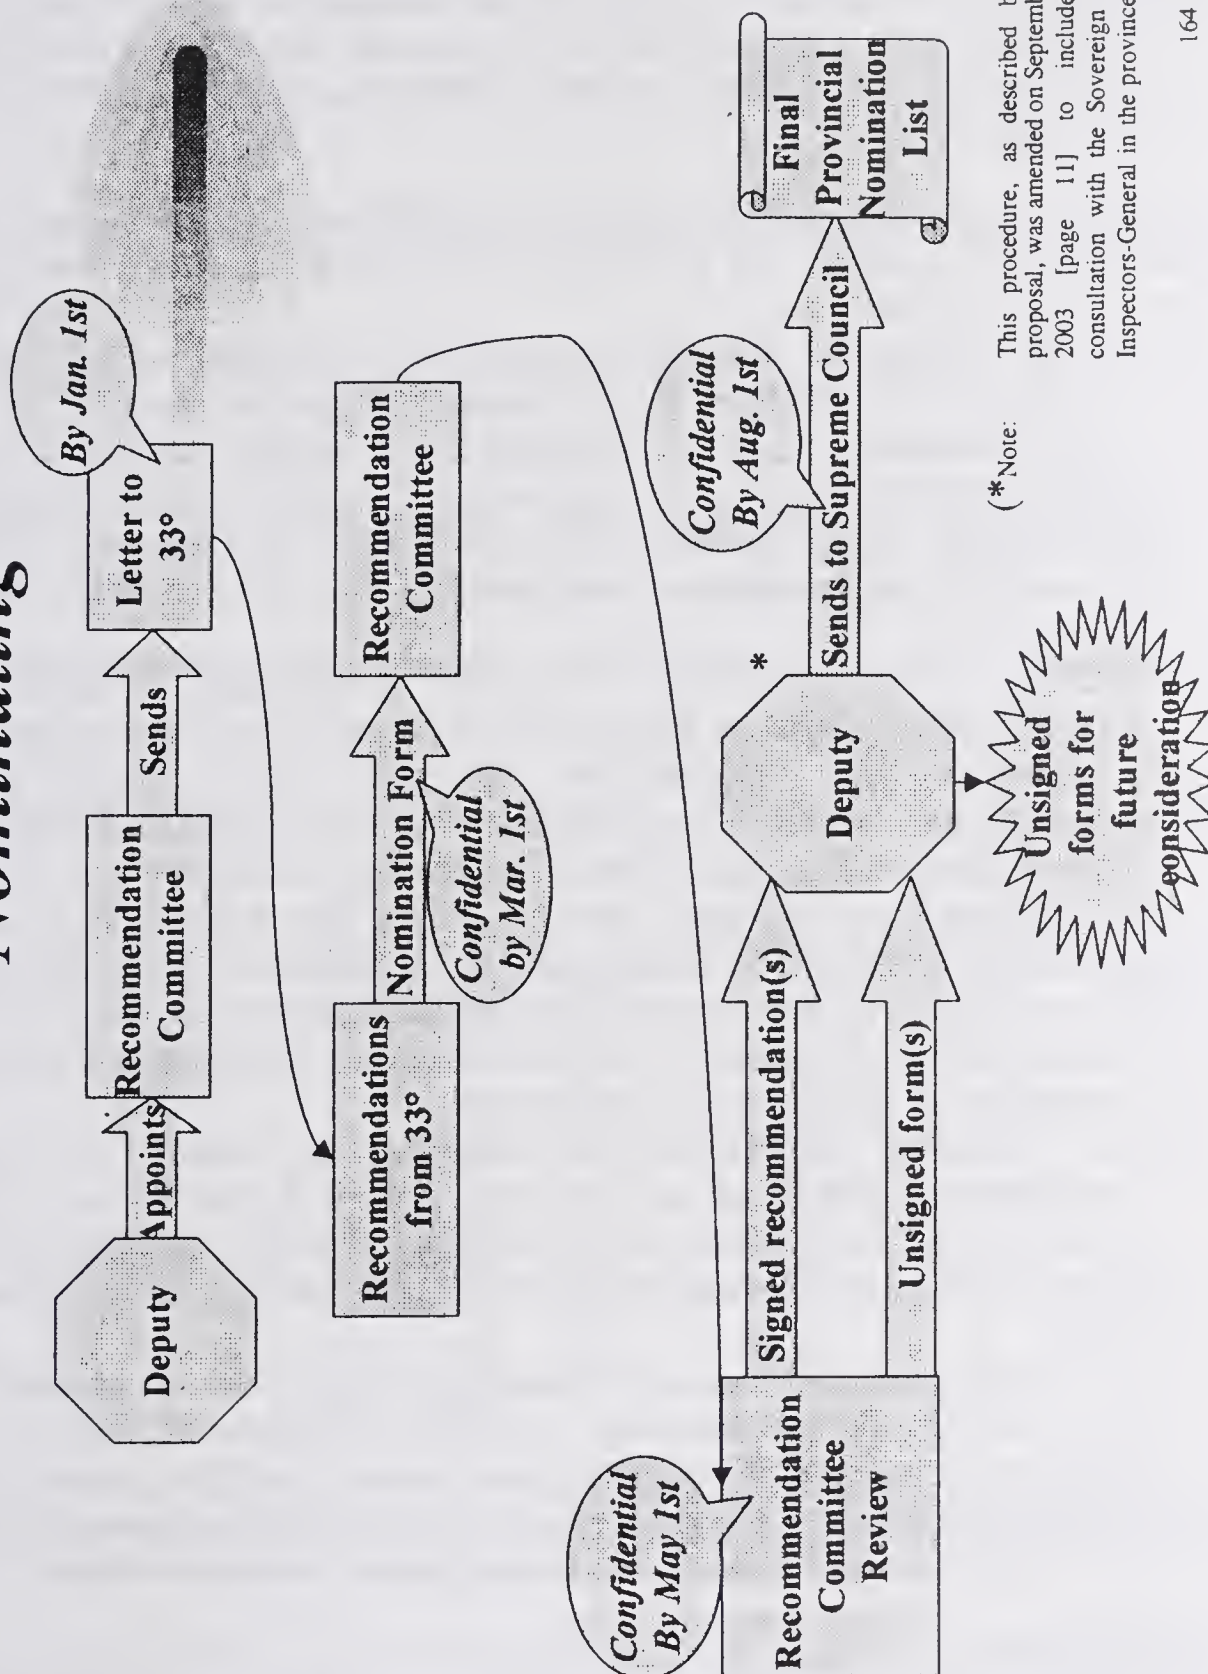 Nominating
Deputy
Appoints
Recommendation
Committee
Sends
Letter to
33°
By Jan. 1st
Recommendations
from 33°
Nomination Form
Confidential
by Mar. 1st
Recommendation
Committee
Confidential
By May 1st
Recommendation
Committee
Review
Signed recommendation(s)
Unsigned form(s)
Deputy
*
Unsigned
forms for
future
consideration
Sends to Supreme Council
Confidential
By Aug. 1st
Final
Provincial
Nomination
List
(*Note:
This procedure, as described
proposal, was amended on
2003 [page 11] to include
consultation with the Sovereign
Inspectors-General in the province
164